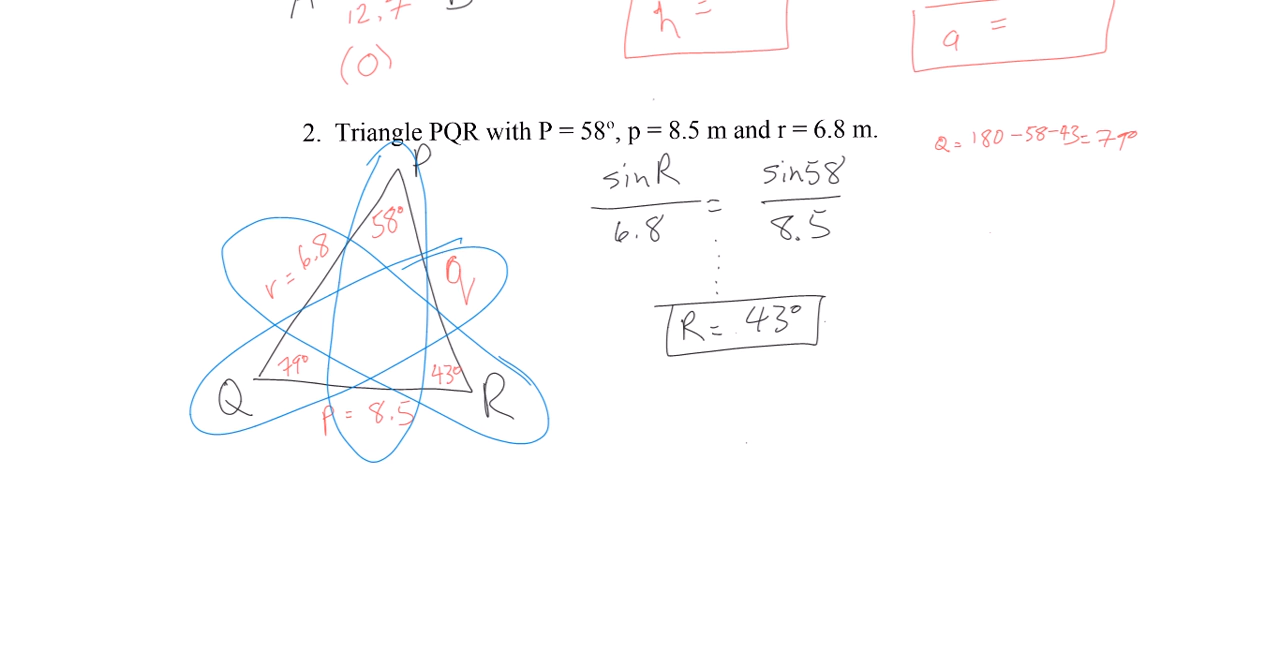 A 12.7 B
(0)
h =
a =
2. Triangle PQR with P = 58°, p = 8.5 m and r = 6.8 m.
Q = 180 - 58 - 43 = 79°
P
58°
r = 6.8
q
79°
43°
Q
R
p = 8.5
sin R / 6.8 = sin58 / 8.5
R = 43°